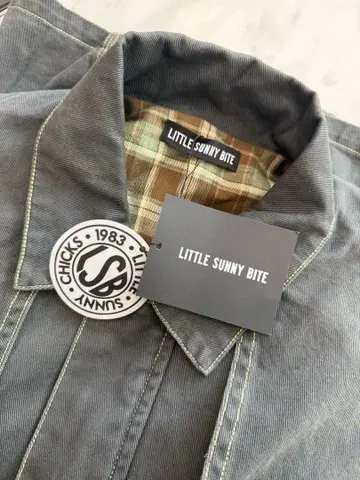 LITTLE SUNNY BITE
LITTLE SUNNY BITE
CHICKS • 1983 • LITTLE SUNNY
LSB